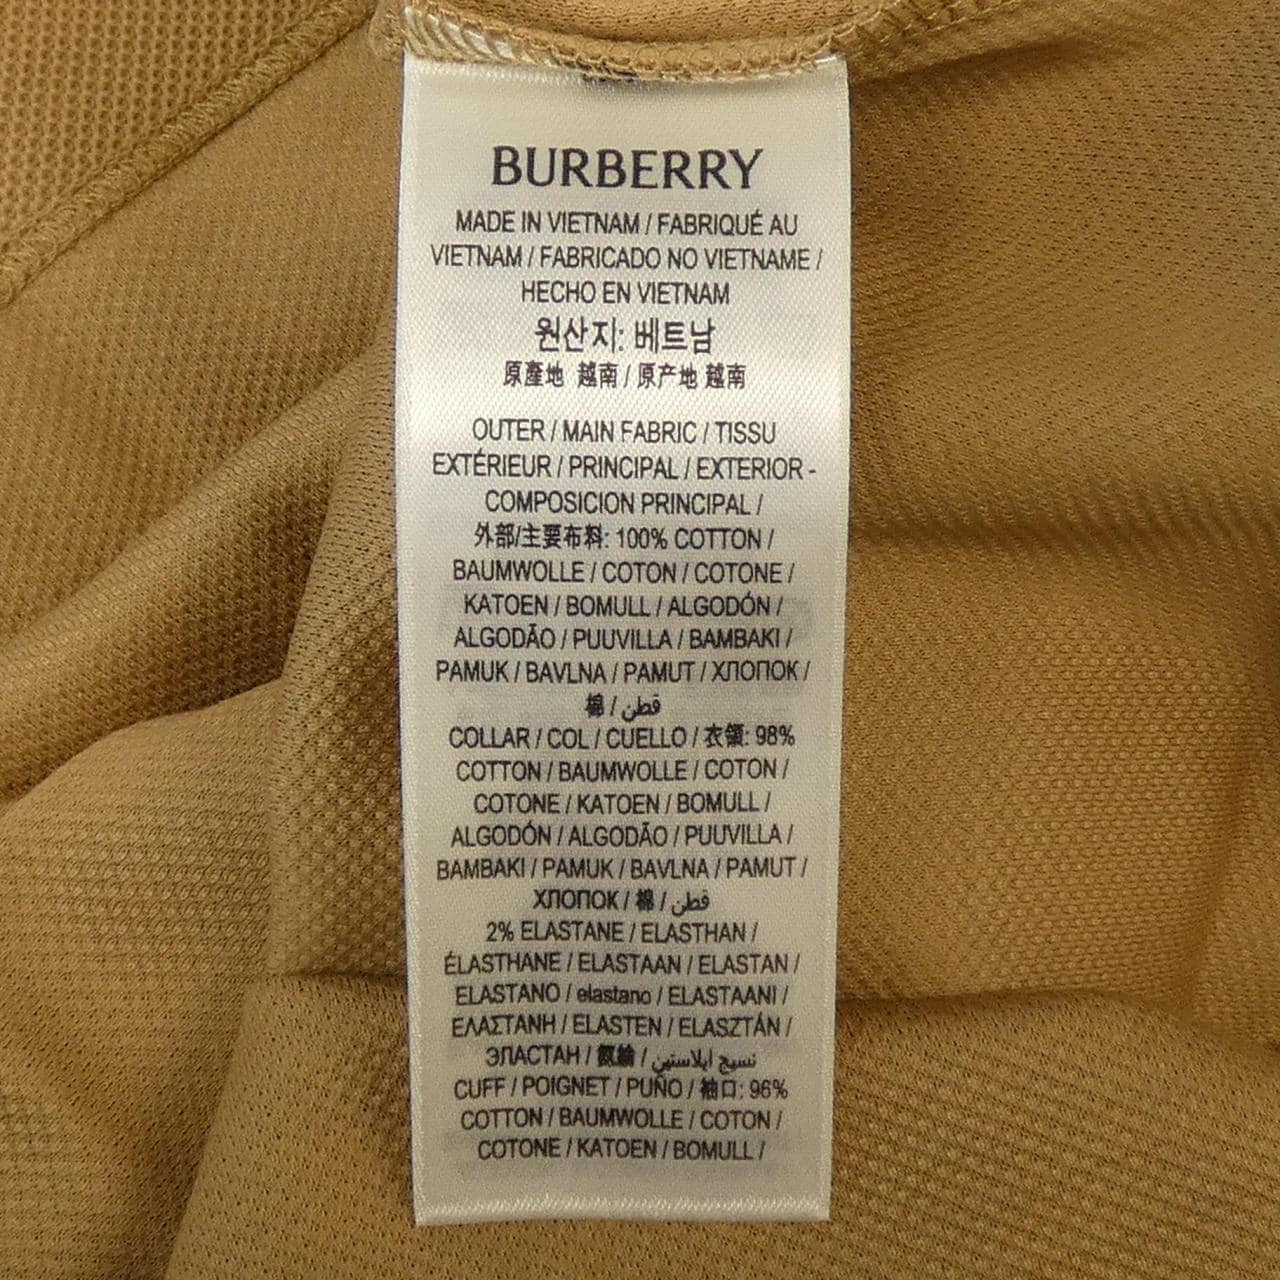 BURBERRY
MADE IN VIETNAM / FABRIQUÉ AU
VIETNAM / FABRICADO NO VIETNAME /
HECHO EN VIETNAM
원산지: 베트남
原產地 越南 / 原产地 越南
OUTER / MAIN FABRIC / TISSU
EXTÉRIEUR / PRINCIPAL / EXTERIOR -
COMPOSICION PRINCIPAL /
外部/主要布料: 100% COTTON /
BAUMWOLLE / COTON / COTONE /
KATOEN / BOMULL / ALGODÓN /
ALGODÃO / PUUVILLA / BAMBAKI /
PAMUK / BAVLNA / PAMUT / ХЛОПОК /
棉 / قطن
COLLAR / COL / CUELLO / 衣領: 98%
COTTON / BAUMWOLLE / COTON /
COTONE / KATOEN / BOMULL /
ALGODÓN / ALGODÃO / PUUVILLA /
BAMBAKI / PAMUK / BAVLNA / PAMUT /
ХЛОПОК / 棉 / قطن
2% ELASTANE / ELASTHAN /
ÉLASTHANE / ELASTAAN / ELASTAN /
ELASTANO / elastano / ELASTAANI /
ΕΛΑΣΤΑΝΗ / ELASTEN / ELASZTÁN /
ЭЛАСТАН / 氨綸 / نسيج إيلاستين
CUFF / POIGNET / PUÑO / 袖口: 96%
COTTON / BAUMWOLLE / COTON /
COTONE / KATOEN / BOMULL /